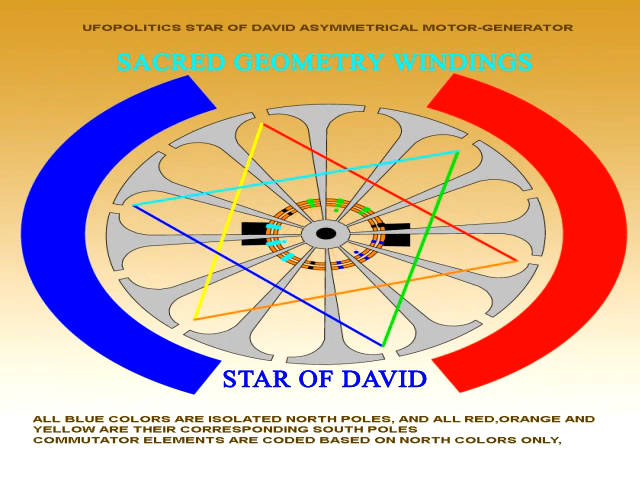 UFOPOLITICS STAR OF DAVID ASYMMETRICAL MOTOR-GENERATOR
SACRED GEOMETRY WINDINGS
STAR OF DAVID
ALL BLUE COLORS ARE ISOLATED NORTH POLES, AND ALL RED,ORANGE AND
YELLOW ARE THEIR CORRESPONDING SOUTH POLES
COMMUTATOR ELEMENTS ARE CODED BASED ON NORTH COLORS ONLY,